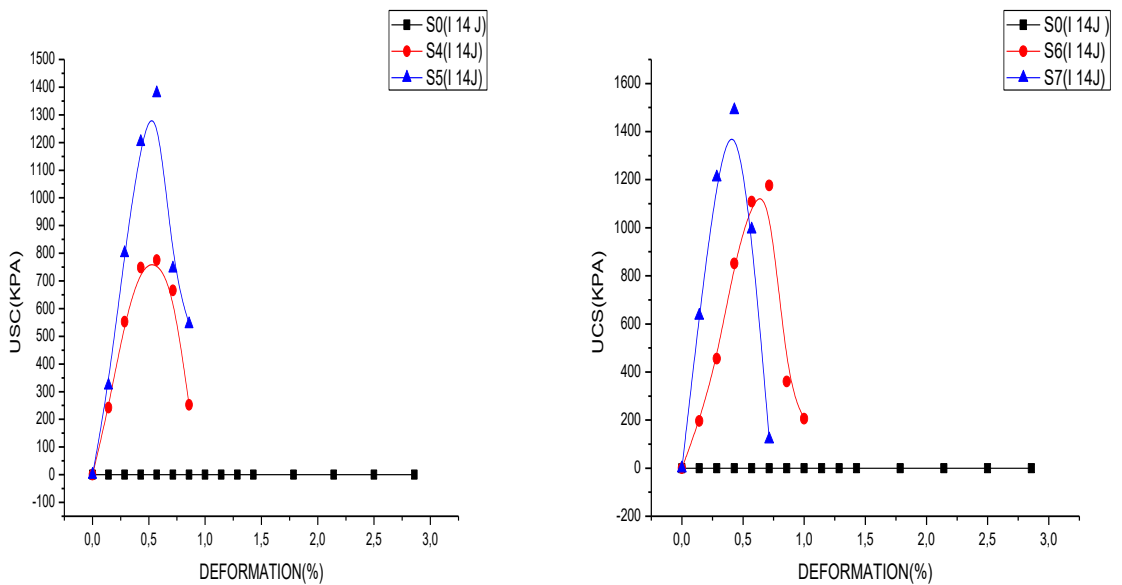 S0(I 14 J)
S4(I 14J)
S5(I 14J)
1500
1400
1300
1200
1100
1000
900
800
700
600
500
400
300
200
100
0
-100
USC(KPA)
0,0 0,5 1,0 1,5 2,0 2,5 3,0
DEFORMATION(%)
S0(I 14J )
S6(I 14J)
S7(I 14J)
1600
1400
1200
1000
800
600
400
200
0
-200
UCS(KPA)
0,0 0,5 1,0 1,5 2,0 2,5 3,0
DEFORMATION(%)